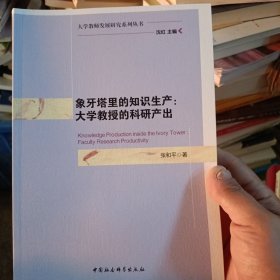 大学教师发展研究系列丛书
沈红 主编
象牙塔里的知识生产:
大学教授的科研产出
Knowledge Production inside the Ivory Tower:
Faculty Research Productivity
张和平 著
中国社会科学出版社